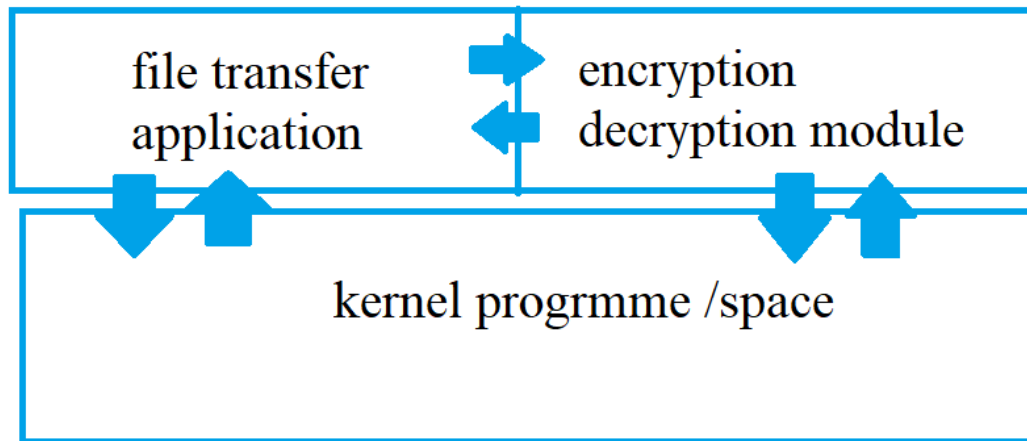 file transfer
application
encryption
decryption module
kernel progrmme /space